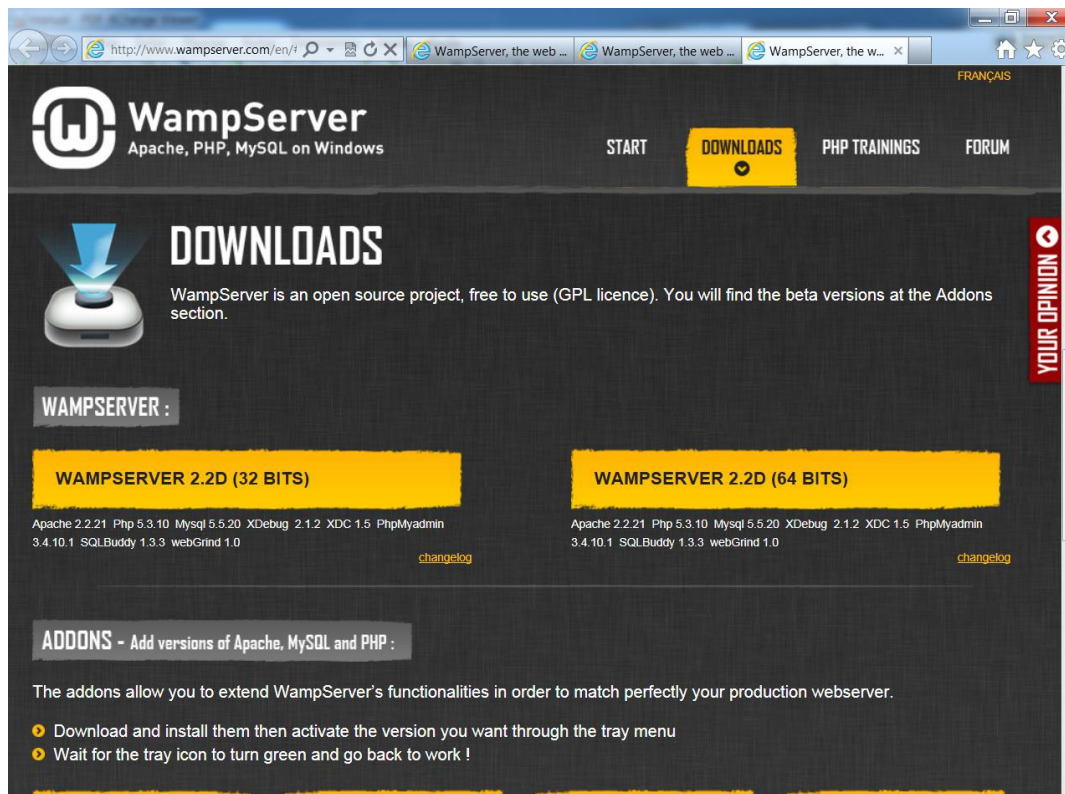 http://www.wampserver.com/en/
WampServer, the web ...
WampServer, the web ...
WampServer, the w...
FRANÇAIS
WampServer
Apache, PHP, MySQL on Windows
START
DOWNLOADS
PHP TRAININGS
FORUM
DOWNLOADS
WampServer is an open source project, free to use (GPL licence). You will find the beta versions at the Addons
section.
YOUR OPINION
WAMPSERVER :
WAMPSERVER 2.2D (32 BITS)
Apache 2.2.21 Php 5.3.10 Mysql 5.5.20 XDebug 2.1.2 XDC 1.5 PhpMyadmin
3.4.10.1 SQLBuddy 1.3.3 webGrind 1.0
changelog
WAMPSERVER 2.2D (64 BITS)
Apache 2.2.21 Php 5.3.10 Mysql 5.5.20 XDebug 2.1.2 XDC 1.5 PhpMyadmin
3.4.10.1 SQLBuddy 1.3.3 webGrind 1.0
changelog
ADDONS - Add versions of Apache, MySQL and PHP :
The addons allow you to extend WampServer's functionalities in order to match perfectly your production webserver.
Download and install them then activate the version you want through the tray menu
Wait for the tray icon to turn green and go back to work !